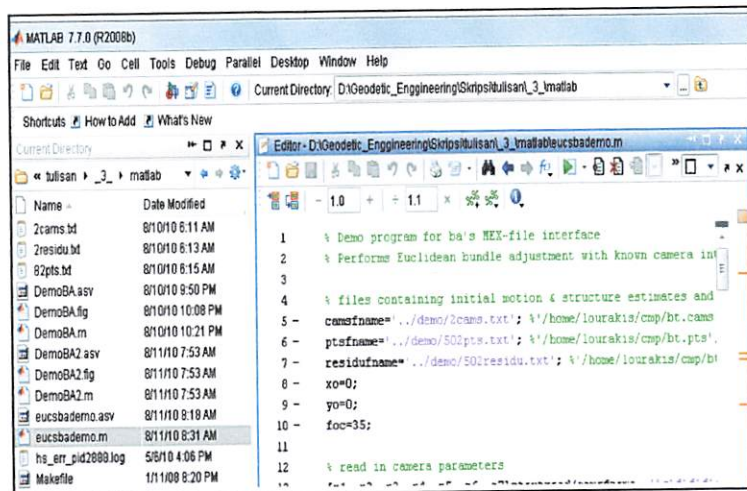 MATLAB 7.7.0 (R2008b)
File Edit Text Go Cell Tools Debug Parallel Desktop Window Help
Current Directory: D:\Geodetic_Enggineering\Skripsi\tulisan\_3_\matlab
Shortcuts How to Add What's New
Current Directory
« tulisan ▸ _3_ ▸ matlab
Name Date Modified
2cams.txt 8/10/10 6:11 AM
2residu.txt 8/10/10 6:13 AM
82pts.txt 8/10/10 6:15 AM
DemoBA.asv 8/10/10 9:50 PM
DemoBA.fig 8/10/10 10:08 PM
DemoBA.m 8/10/10 10:21 PM
DemoBA2.asv 8/11/10 7:53 AM
DemoBA2.fig 8/11/10 7:53 AM
DemoBA2.m 8/11/10 7:53 AM
eucsbademo.asv 8/11/10 8:18 AM
eucsbademo.m 8/11/10 8:31 AM
hs_err_pid2888.log 5/6/10 4:06 PM
Makefile 1/11/08 8:20 PM
Editor - D:\Geodetic_Enggineering\Skripsi\tulisan\_3_\matlab\eucsbademo.m
- 1.0 + ÷ 1.1 ×
1 % Demo program for ba's MEX-file interface
2 % Performs Euclidean bundle adjustment with known camera int
3
4 % files containing initial motion & structure estimates and
5 - camsfname='../demo/2cams.txt'; %'/home/lourakis/cmp/bt.cams
6 - ptsfname='../demo/502pts.txt'; %'/home/lourakis/cmp/bt.pts'
7 - residufname='../demo/502residu.txt'; %'/home/lourakis/cmp/bt
8 - xo=0;
9 - yo=0;
10 - foc=35;
11
12 % read in camera parameters